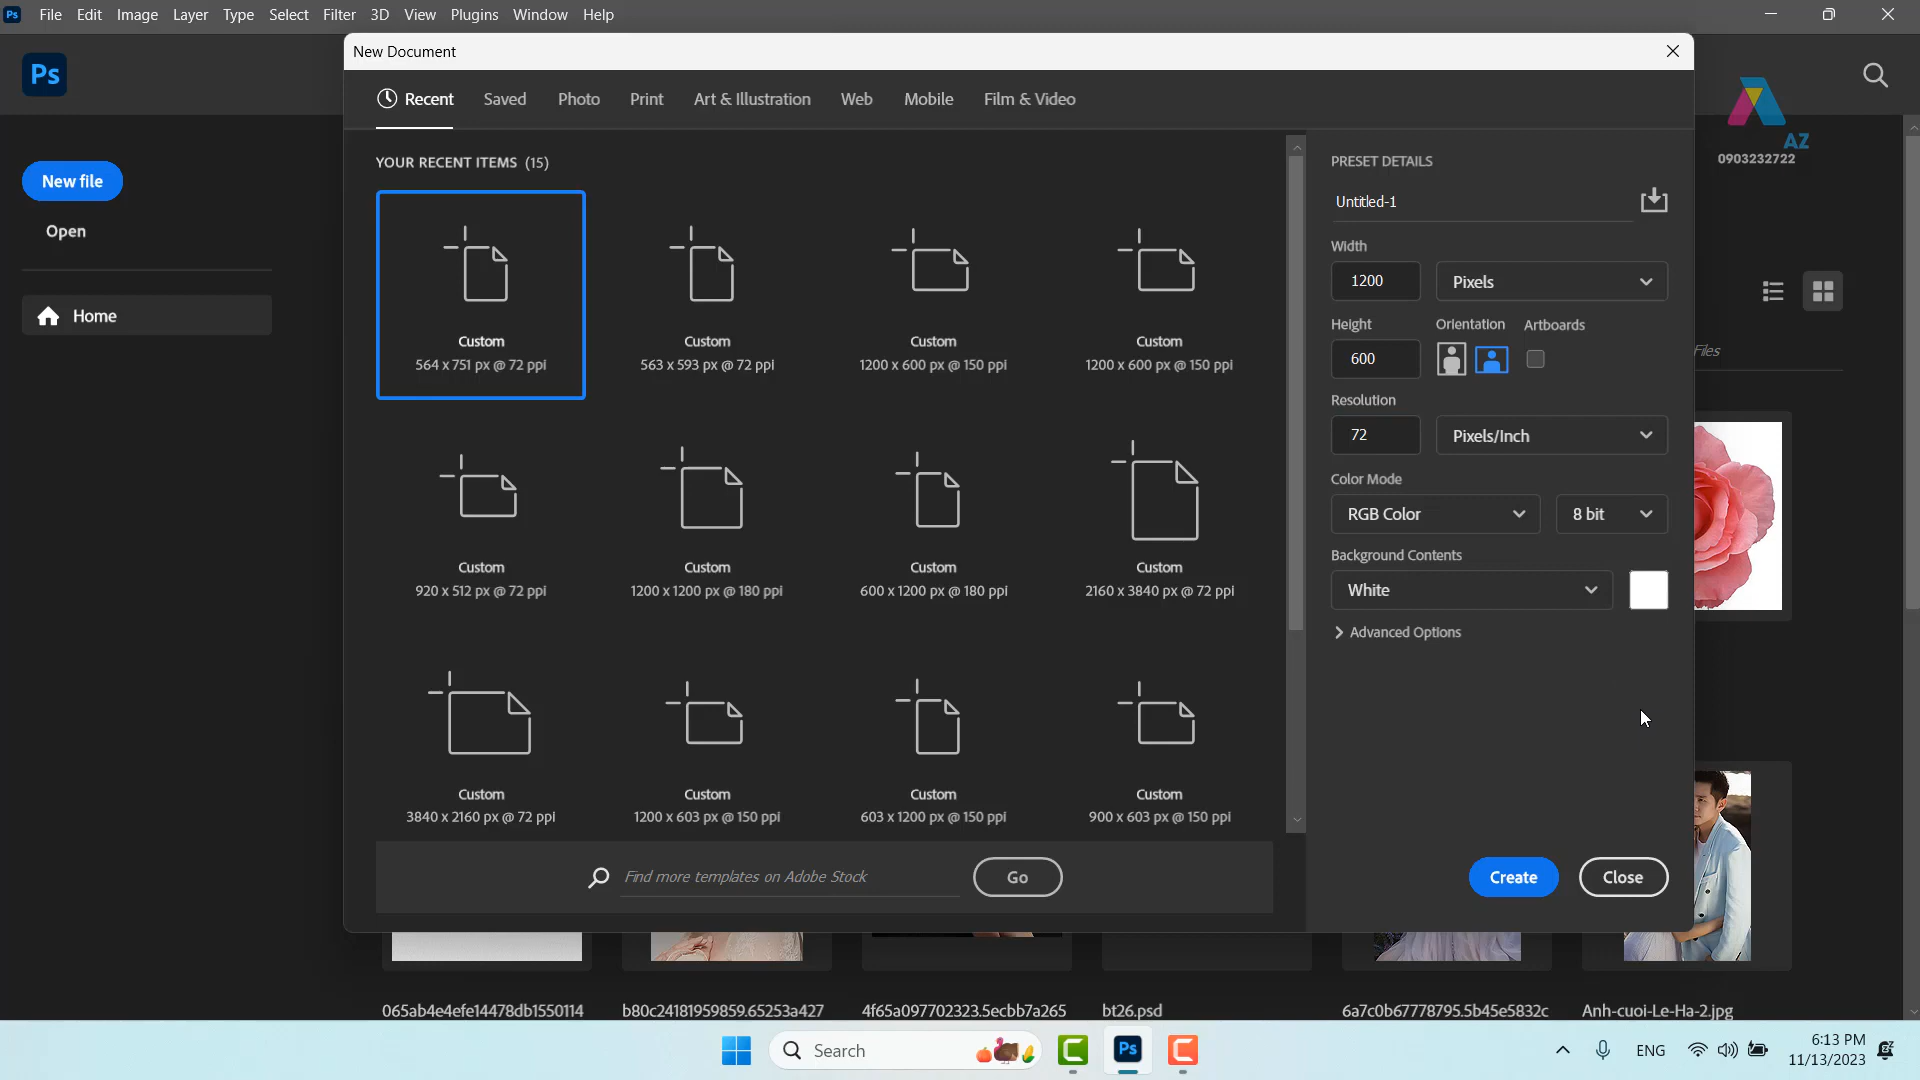 Ps File Edit Image Layer Type Select Filter 3D View Plugins Window Help
New Document
Ps
Recent Saved Photo Print Art & Illustration Web Mobile Film & Video
AZ
0903232722
New file
Open
Home
YOUR RECENT ITEMS (15)
Custom
564 x 751 px @ 72 ppi
Custom
563 x 593 px @ 72 ppi
Custom
1200 x 600 px @ 150 ppi
Custom
1200 x 600 px @ 150 ppi
Custom
920 x 512 px @ 72 ppi
Custom
1200 x 1200 px @ 180 ppi
Custom
600 x 1200 px @ 180 ppi
Custom
2160 x 3840 px @ 72 ppi
Custom
3840 x 2160 px @ 72 ppi
Custom
1200 x 603 px @ 150 ppi
Custom
603 x 1200 px @ 150 ppi
Custom
900 x 603 px @ 150 ppi
Find more templates on Adobe Stock
Go
PRESET DETAILS
Untitled-1
Width
1200 Pixels
Height Orientation Artboards
600
Resolution
72 Pixels/Inch
Color Mode
RGB Color 8 bit
Background Contents
White
Advanced Options
Create Close
Files
065ab4e4efe14478db1550114 b80c24181959859.65253a427 4f65a097702323.5ecbb7a265 bt26.psd 6a7c0b67778795.5b45e5832c Anh-cuoi-Le-Ha-2.jpg
Search
Ps
ENG
6:13 PM
11/13/2023